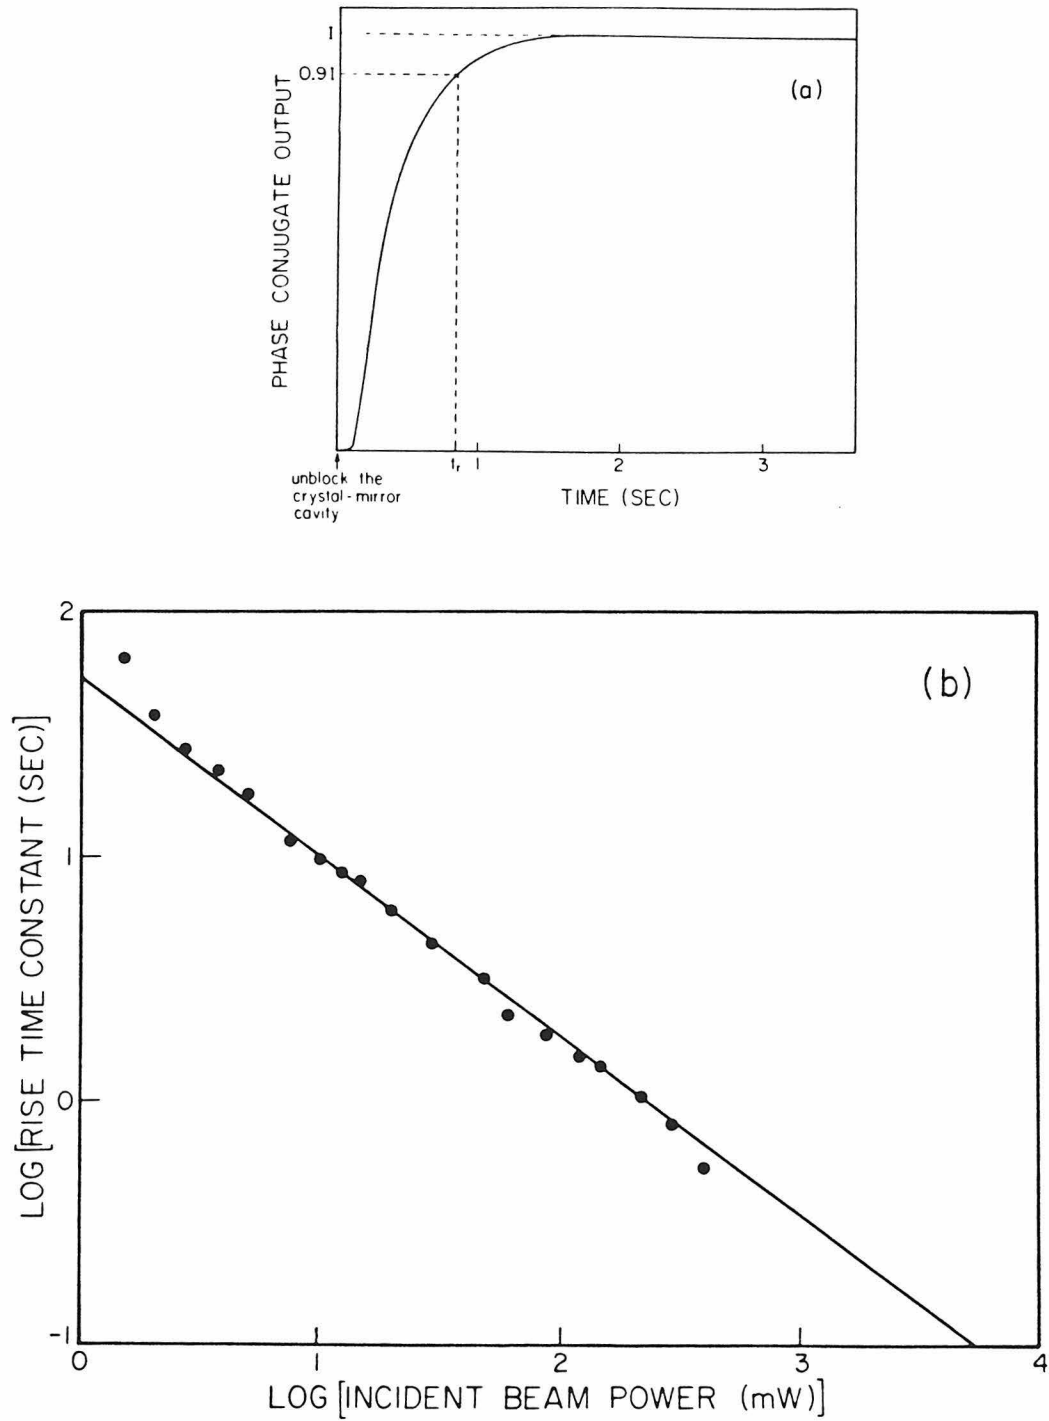 PHASE CONJUGATE OUTPUT
1
0.91
(a)
tr 1 2 3
unblock the
crystal-mirror
cavity
TIME (SEC)
LOG [RISE TIME CONSTANT (SEC)]
2
1
0
-1
(b)
0 1 2 3 4
LOG [INCIDENT BEAM POWER (mW)]